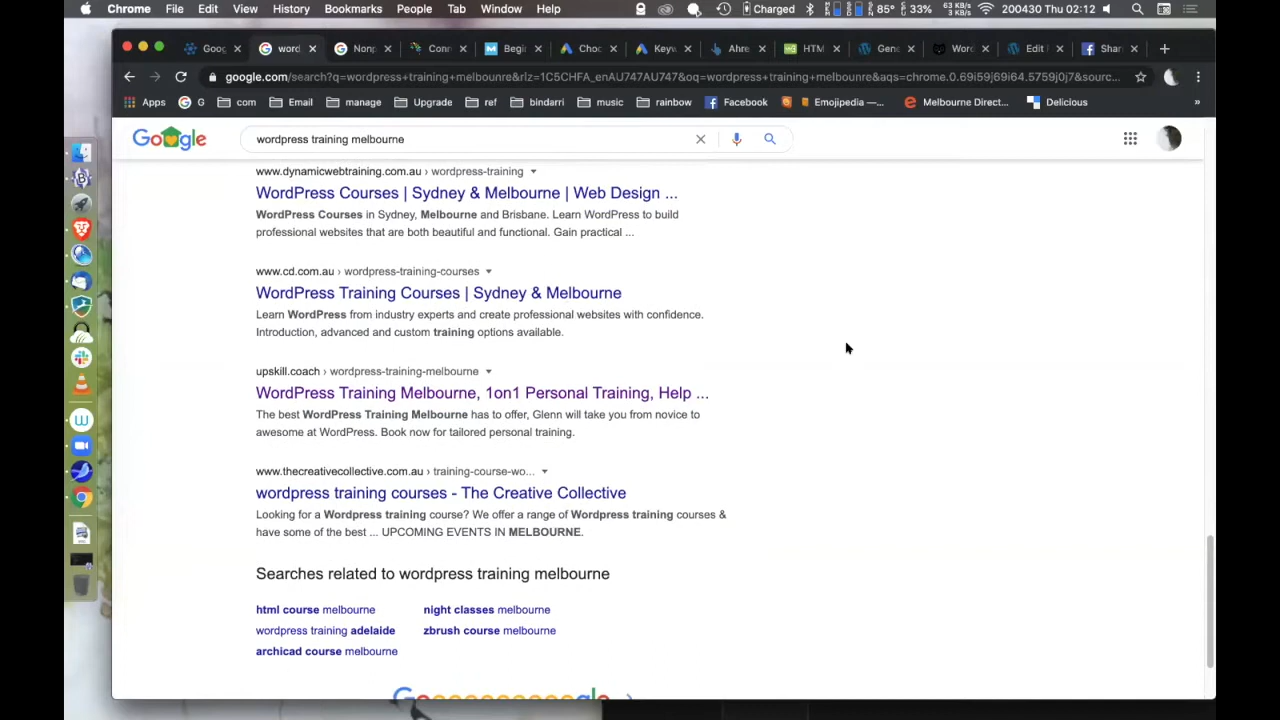 Chrome File Edit View History Bookmarks People Tab Window Help Charged 85° 33% 63 KB/s 4 KB/s 200430 Thu 02:12
Goog word Nonp Conn Begi Choc Keyw Ahre HTM Gene Word Edit Shar
google.com/search?q=wordpress+training+melbounre&rlz=1C5CHFA_enAU747AU747&oq=wordpress+training+melbounre&aqs=chrome.0.69i59j69i64.5759j0j7&sourc...
Apps G com Email manage Upgrade ref bindarri music rainbow Facebook Emojipedia —... Melbourne Direct... Delicious »
Google wordpress training melbourne
www.dynamicwebtraining.com.au › wordpress-training
WordPress Courses | Sydney & Melbourne | Web Design ...
WordPress Courses in Sydney, Melbourne and Brisbane. Learn WordPress to build
professional websites that are both beautiful and functional. Gain practical ...
www.cd.com.au › wordpress-training-courses
WordPress Training Courses | Sydney & Melbourne
Learn WordPress from industry experts and create professional websites with confidence.
Introduction, advanced and custom training options available.
upskill.coach › wordpress-training-melbourne
WordPress Training Melbourne, 1on1 Personal Training, Help ...
The best WordPress Training Melbourne has to offer, Glenn will take you from novice to
awesome at WordPress. Book now for tailored personal training.
www.thecreativecollective.com.au › training-course-wo...
wordpress training courses - The Creative Collective
Looking for a Wordpress training course? We offer a range of Wordpress training courses &
have some of the best ... UPCOMING EVENTS IN MELBOURNE.
Searches related to wordpress training melbourne
html course melbourne night classes melbourne
wordpress training adelaide zbrush course melbourne
archicad course melbourne